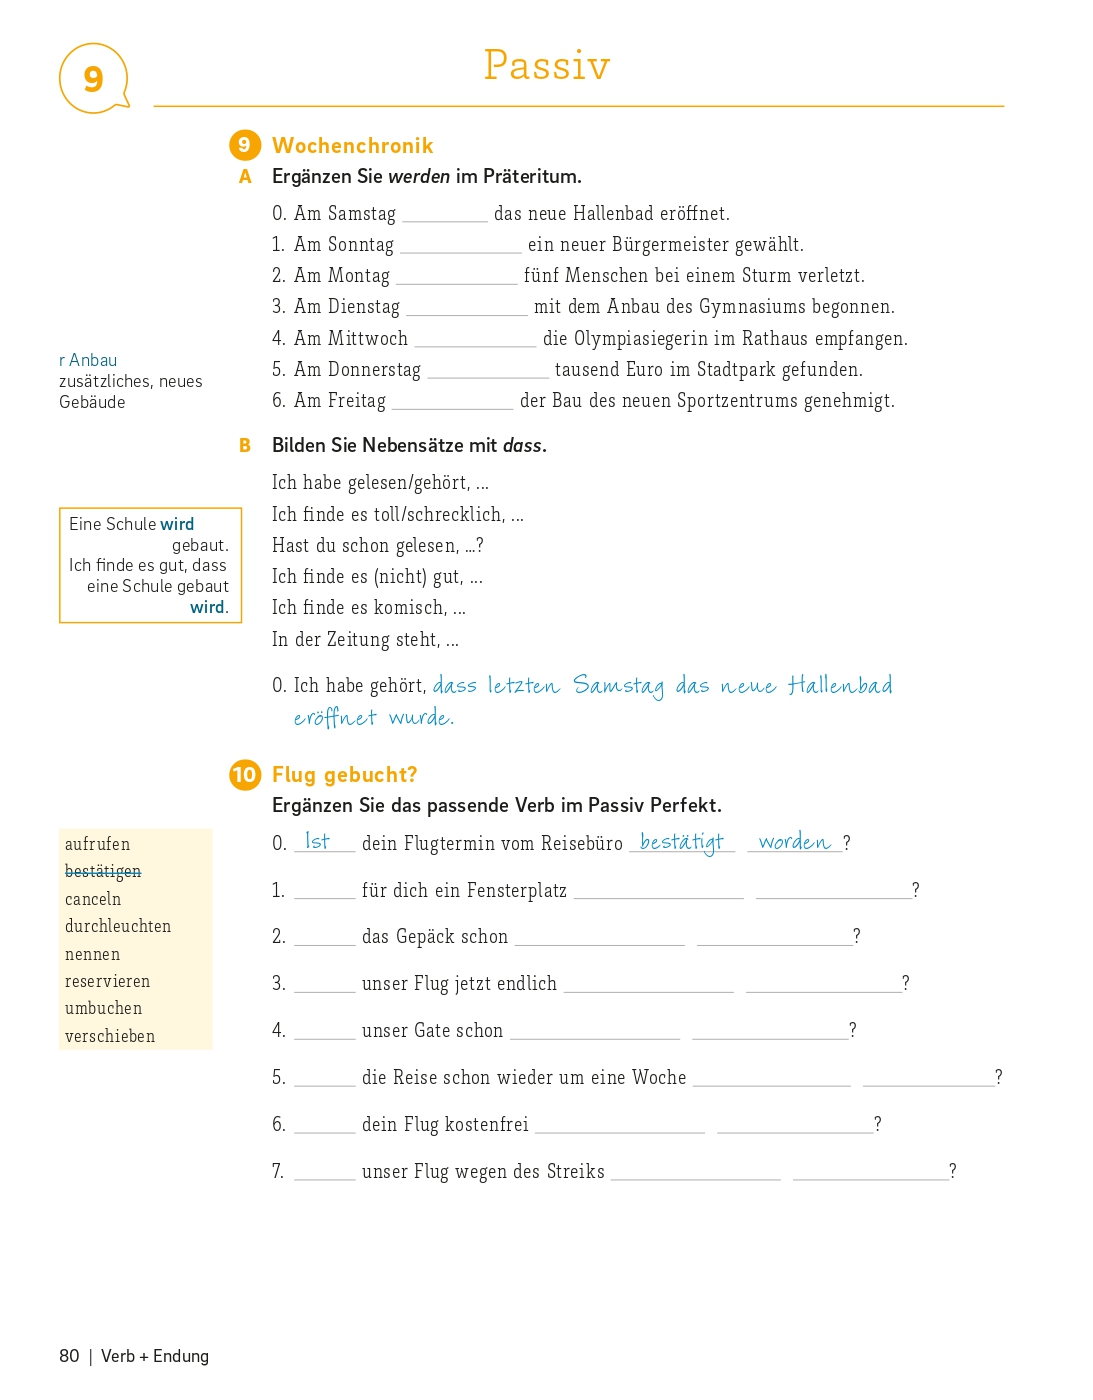 9
Passiv
9 Wochenchronik
A Ergänzen Sie werden im Präteritum.
0. Am Samstag ________ das neue Hallenbad eröffnet.
1. Am Sonntag ________ ein neuer Bürgermeister gewählt.
2. Am Montag ________ fünf Menschen bei einem Sturm verletzt.
3. Am Dienstag ________ mit dem Anbau des Gymnasiums begonnen.
4. Am Mittwoch ________ die Olympiasiegerin im Rathaus empfangen.
5. Am Donnerstag ________ tausend Euro im Stadtpark gefunden.
6. Am Freitag ________ der Bau des neuen Sportzentrums genehmigt.
r Anbau
zusätzliches, neues
Gebäude
B Bilden Sie Nebensätze mit dass.
Ich habe gelesen/gehört, ...
Ich finde es toll/schrecklich, ...
Hast du schon gelesen, ...?
Ich finde es (nicht) gut, ...
Ich finde es komisch, ...
In der Zeitung steht, ...
Eine Schule wird
gebaut.
Ich finde es gut, dass
eine Schule gebaut
wird.
0. Ich habe gehört, dass letzten Samstag das neue Hallenbad
eröffnet wurde.
10 Flug gebucht?
Ergänzen Sie das passende Verb im Passiv Perfekt.
aufrufen
bestätigen
canceln
durchleuchten
nennen
reservieren
umbuchen
verschieben
0. Ist dein Flugtermin vom Reisebüro bestätigt worden ?
1. ______ für dich ein Fensterplatz ________ ________?
2. ______ das Gepäck schon ________ ________?
3. ______ unser Flug jetzt endlich ________ ________?
4. ______ unser Gate schon ________ ________?
5. ______ die Reise schon wieder um eine Woche ________ ________?
6. ______ dein Flug kostenfrei ________ ________?
7. ______ unser Flug wegen des Streiks ________ ________?
80 | Verb + Endung